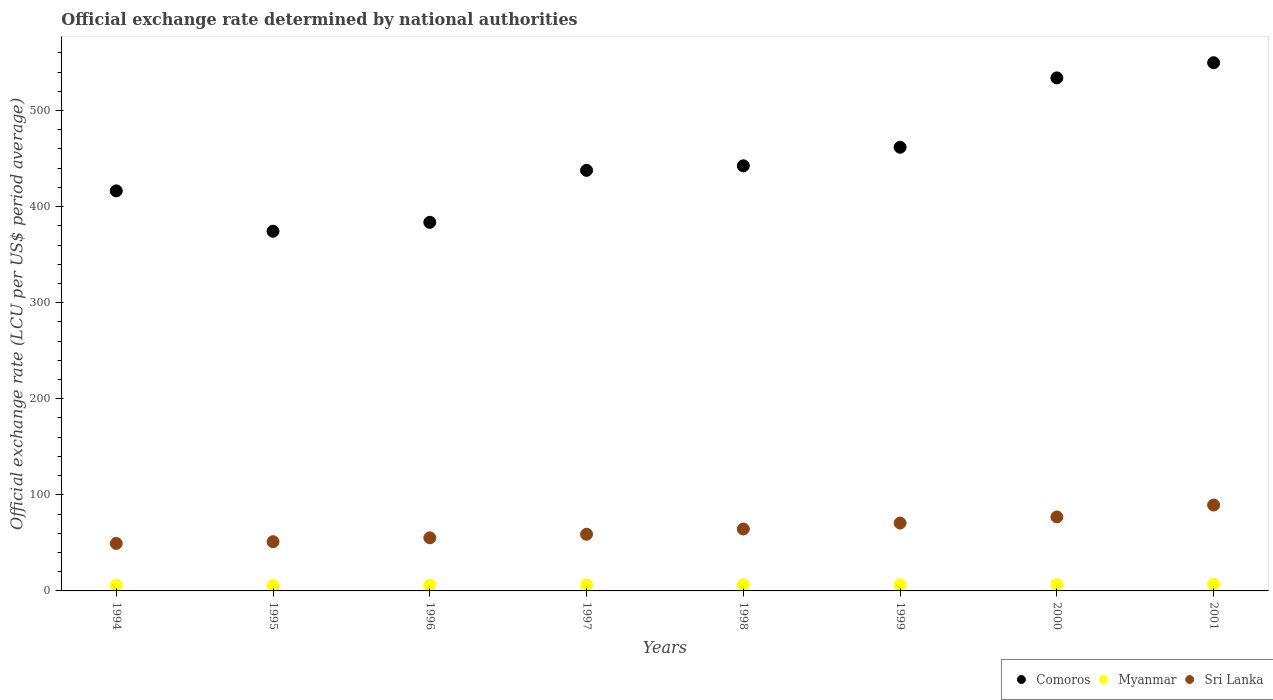 Official exchange rate determined by national authorities
Official exchange rate (LCU per US$ period average)
500
400
300
200
100
0
1994
1995
1996
1997
1998
1999
2000
2001
Years
Comoros
Myanmar
Sri Lanka